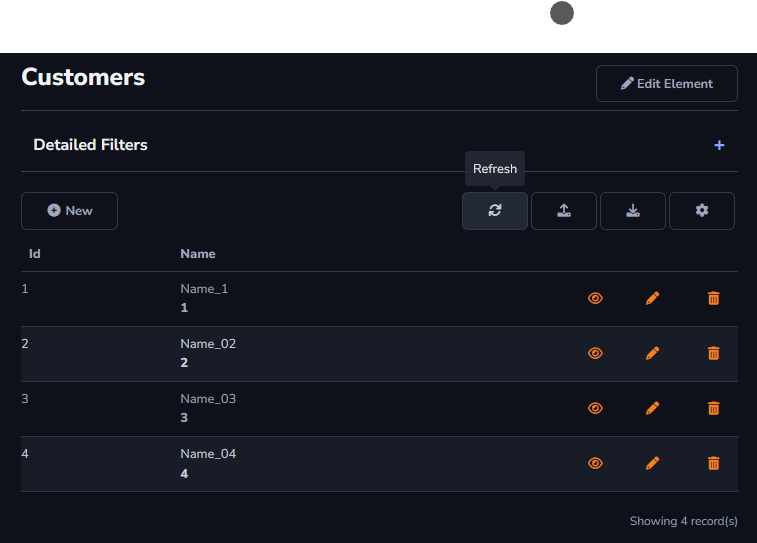 Customers
Edit Element
Detailed Filters
+
Refresh
New
Id Name
1 Name_1
1
2 Name_02
2
3 Name_03
3
4 Name_04
4
Showing 4 record(s)